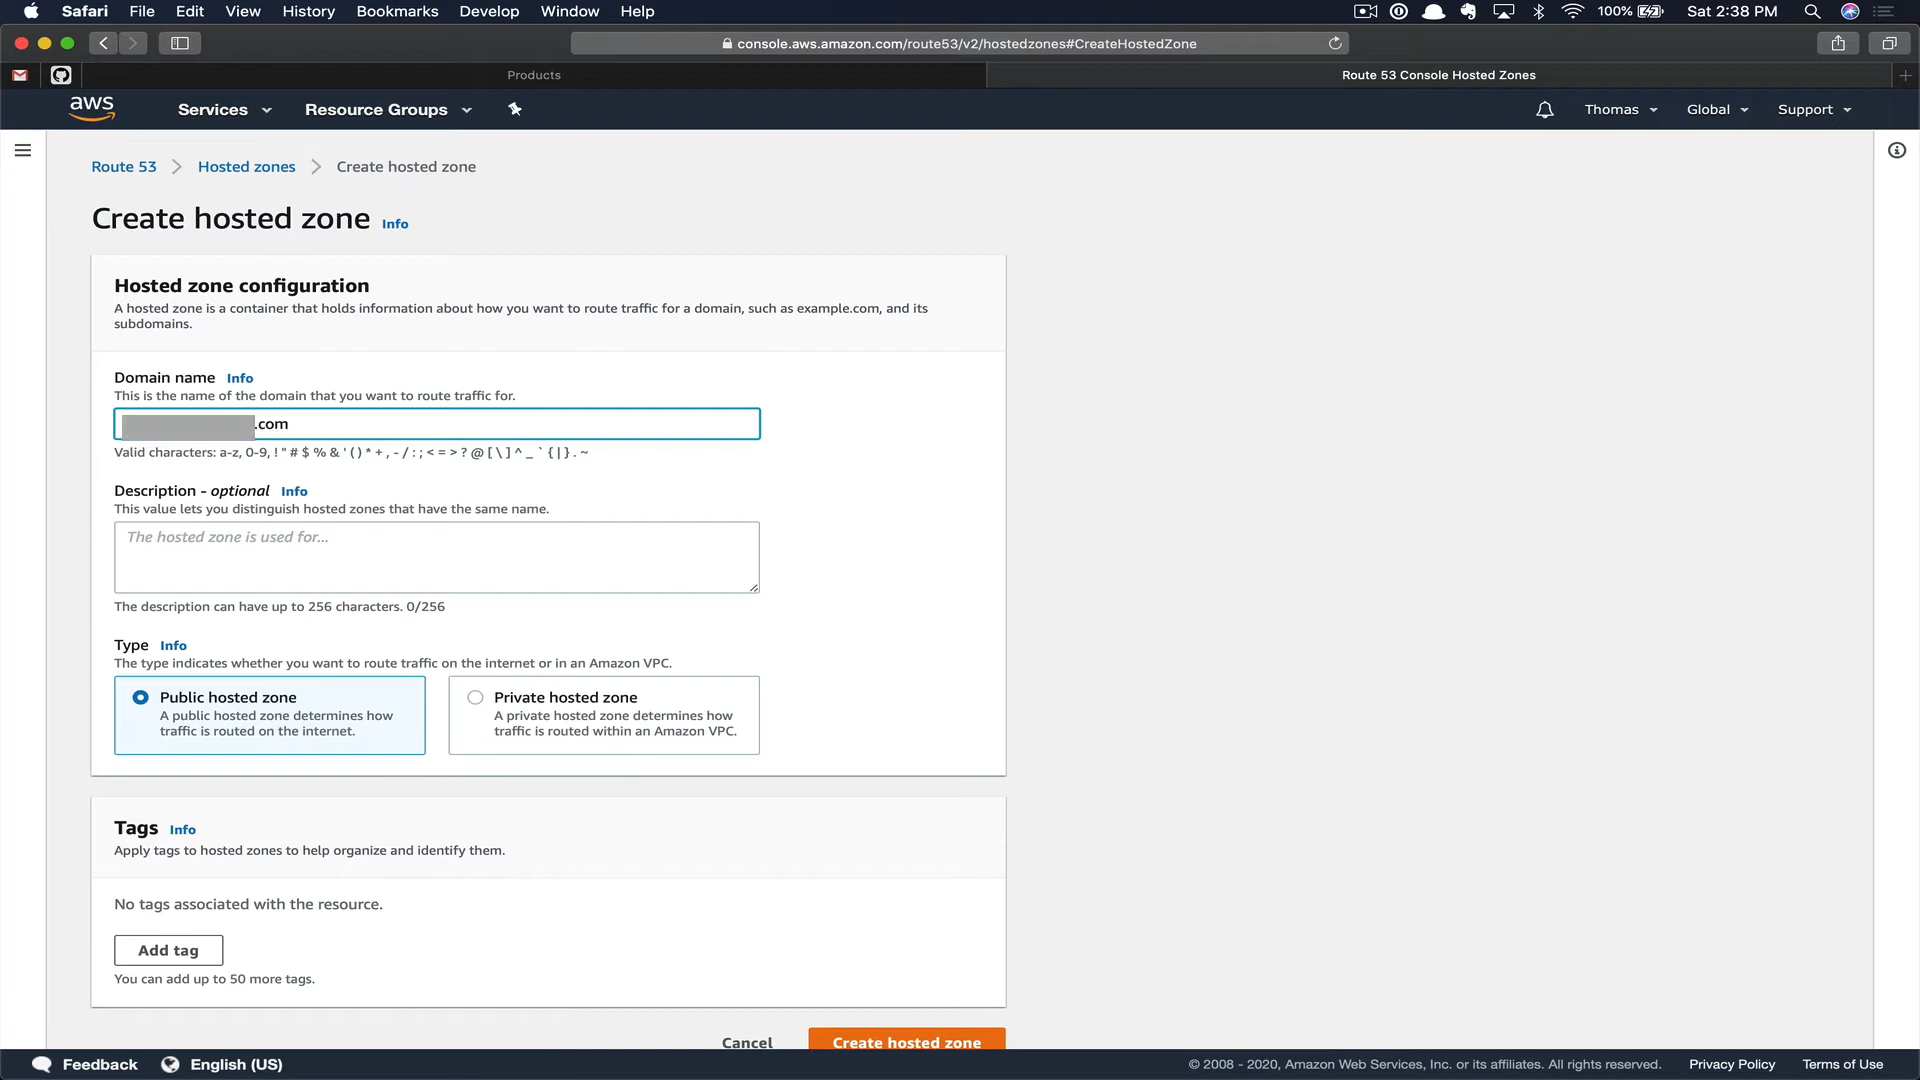 Safari File Edit View History Bookmarks Develop Window Help 100% Sat 2:38 PM
console.aws.amazon.com/route53/v2/hostedzones#CreateHostedZone
Products Route 53 Console Hosted Zones
aws Services Resource Groups Thomas Global Support
Route 53 Hosted zones Create hosted zone
Create hosted zone Info
Hosted zone configuration
A hosted zone is a container that holds information about how you want to route traffic for a domain, such as example.com, and its
subdomains.
Domain name Info
This is the name of the domain that you want to route traffic for.
.com
Valid characters: a-z, 0-9, ! " # $ % & ' ( ) * + , - / : ; < = > ? @ [ \ ] ^ _ ` { | } . ~
Description - optional Info
This value lets you distinguish hosted zones that have the same name.
The hosted zone is used for...
The description can have up to 256 characters. 0/256
Type Info
The type indicates whether you want to route traffic on the internet or in an Amazon VPC.
Public hosted zone
A public hosted zone determines how
traffic is routed on the internet.
Private hosted zone
A private hosted zone determines how
traffic is routed within an Amazon VPC.
Tags Info
Apply tags to hosted zones to help organize and identify them.
No tags associated with the resource.
Add tag
You can add up to 50 more tags.
Cancel Create hosted zone
Feedback English (US) © 2008 - 2020, Amazon Web Services, Inc. or its affiliates. All rights reserved. Privacy Policy Terms of Use